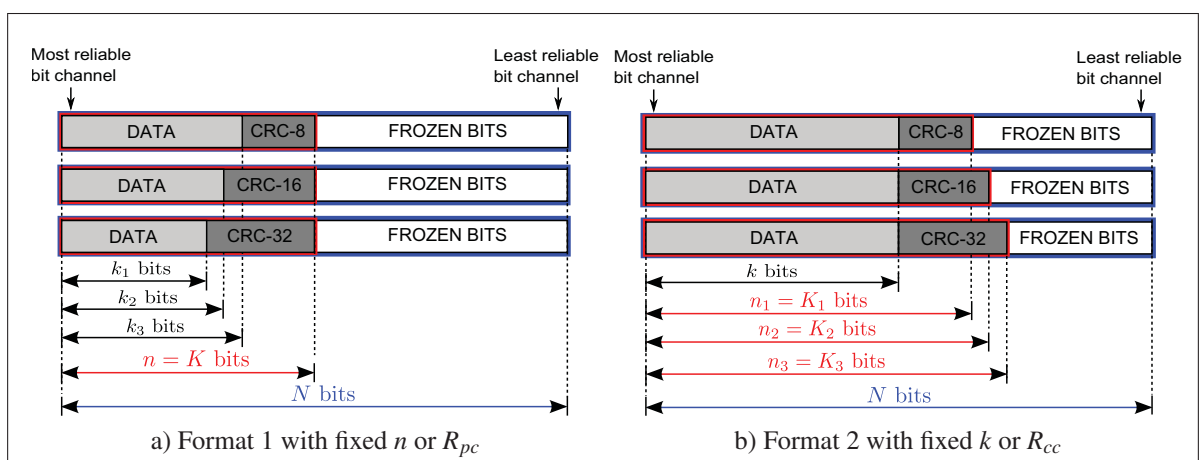 Most reliable
bit channel
Least reliable
bit channel
DATA CRC-8 FROZEN BITS
DATA CRC-16 FROZEN BITS
DATA CRC-32 FROZEN BITS
k₁ bits
k₂ bits
k₃ bits
n = K bits
N bits
a) Format 1 with fixed n or R_pc
Most reliable
bit channel
Least reliable
bit channel
DATA CRC-8 FROZEN BITS
DATA CRC-16 FROZEN BITS
DATA CRC-32 FROZEN BITS
k bits
n₁ = K₁ bits
n₂ = K₂ bits
n₃ = K₃ bits
N bits
b) Format 2 with fixed k or R_cc